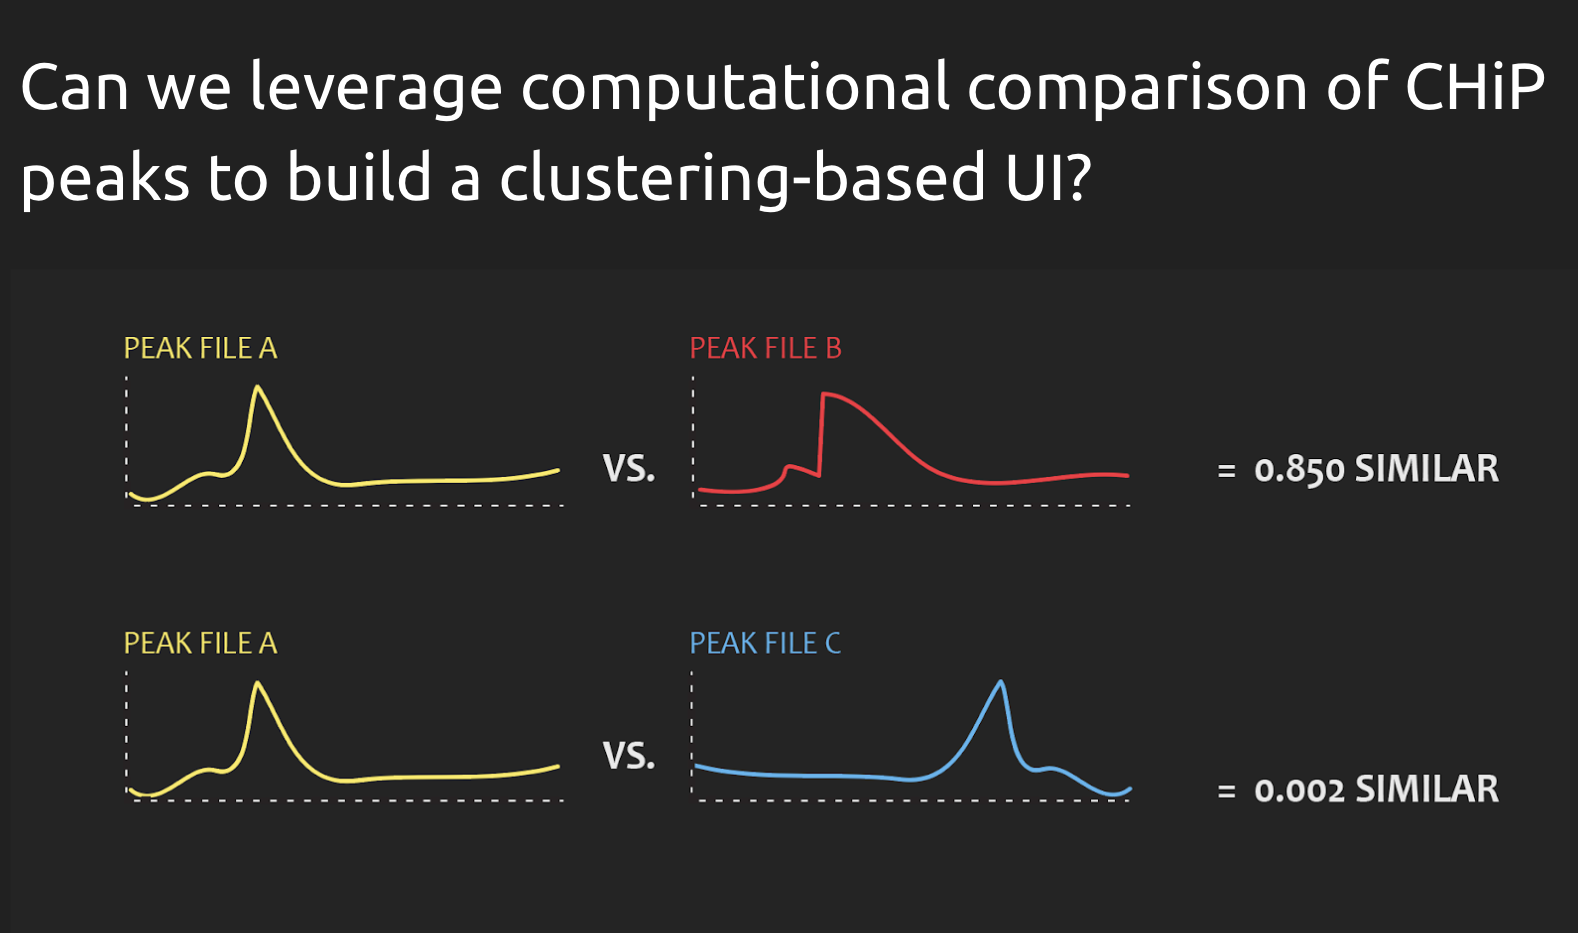 Can we leverage computational comparison of CHiP
peaks to build a clustering-based UI?
PEAK FILE A
PEAK FILE B
VS.
= 0.850 SIMILAR
PEAK FILE A
PEAK FILE C
VS.
= 0.002 SIMILAR